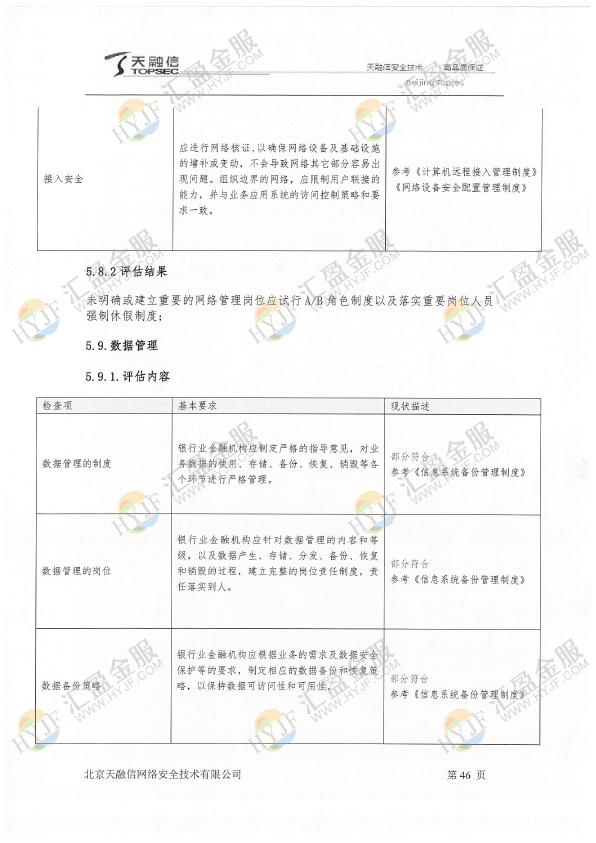 天融信
TOPSEC
天融信安全技术 高品质保证
Beijing Topsec
接入安全
应进行网络核证,以确保网络设备及基础设施
的增补或变动,不会导致网络其它部分容易出
现问题。组织边界的网络,应限制用户联接的
能力,并与业务应用系统的访问控制策略和要
求一致。
参考《计算机远程接入管理制度》
《网络设备安全配置管理制度》
5.8.2 评估结果
未明确或建立重要的网络管理岗位应试行 A/B 角色制度以及落实重要岗位人员
强制休假制度;
5.9.数据管理
5.9.1.评估内容
检查项 基本要求 现状描述
数据管理的制度
银行业金融机构应制定严格的指导意见,对业
务数据的使用、存储、备份、恢复、销毁等各
个环节进行严格管理。
部分符合
参考《信息系统备份管理制度》
数据管理的岗位
银行业金融机构应针对数据管理的内容和等
级,以及数据产生、存储、分发、备份、恢复
和销毁的过程,建立完整的岗位责任制度,责
任落实到人。
部分符合
参考《信息系统备份管理制度》
数据备份策略
银行业金融机构应根据业务的需求及数据安全
保护等的要求,制定相应的数据备份和恢复策
略,以保持数据可访问性和可用性。
部分符合
参考《信息系统备份管理制度》
北京天融信网络安全技术有限公司 第 46 页
汇盈金服
HYJF
WWW.HYJF.COM